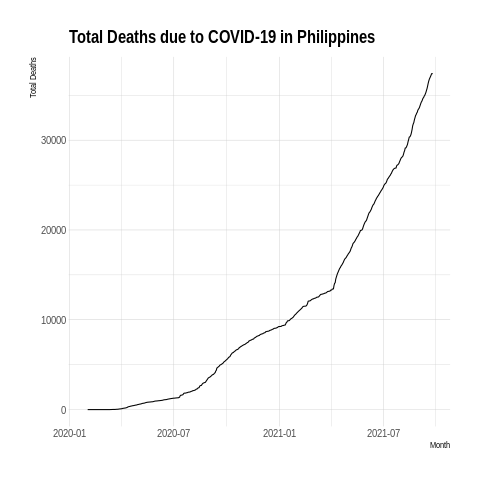 Total Deaths due to COVID-19 in Philippines
Total Deaths
30000
20000
10000
0
2020-01 2020-07 2021-01 2021-07
Month